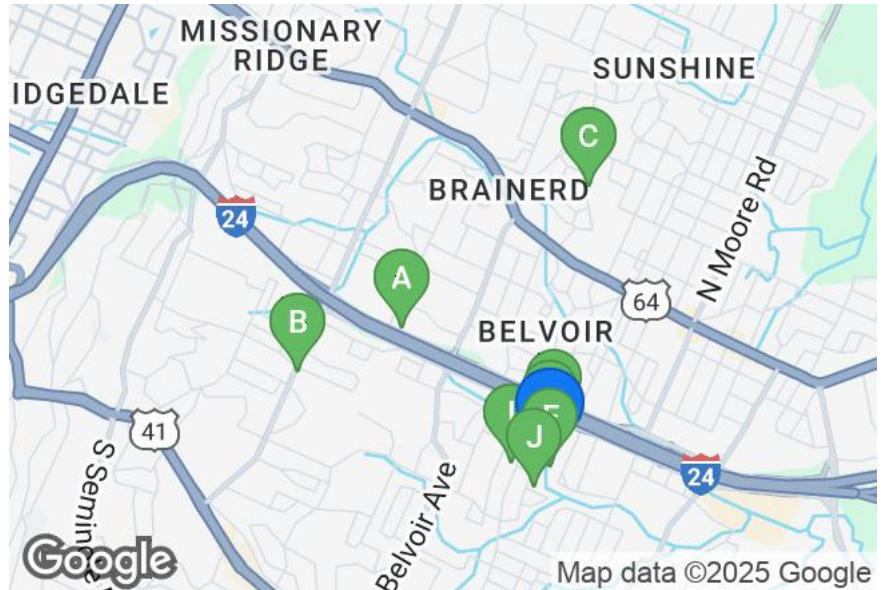 MISSIONARY
RIDGE
SUNSHINE
IDGEDALE
C
BRAINERD
24
N Moore Rd
A
64
B
BELVOIR
41
J
24
Belvoir Ave
Google
Map data ©2025 Google